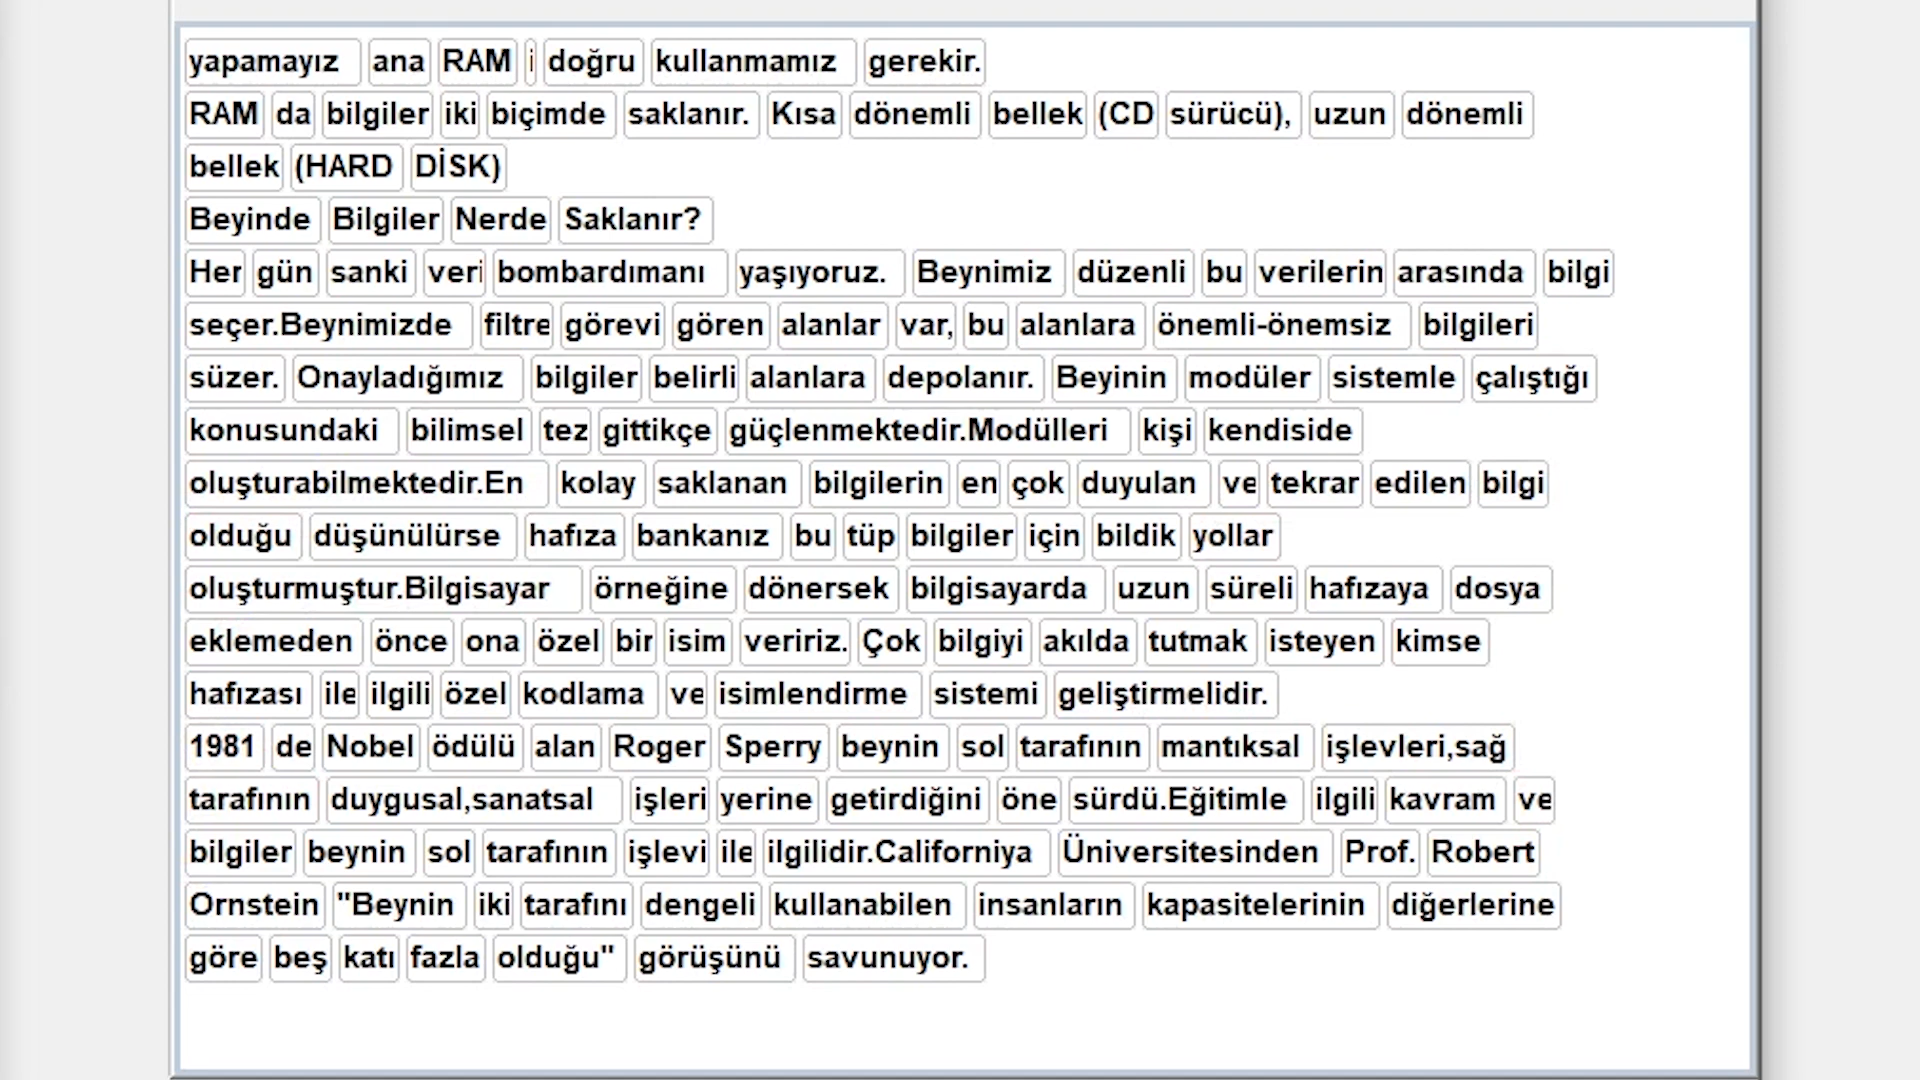 yapamayız ana RAM i doğru kullanmamız gerekir.
RAM da bilgiler iki biçimde saklanır. Kısa dönemli bellek (CD sürücü), uzun dönemli
bellek (HARD DİSK)
Beyinde Bilgiler Nerde Saklanır?
Her gün sanki veri bombardımanı yaşıyoruz. Beynimiz düzenli bu verilerin arasında bilgi
seçer.Beynimizde filtre görevi gören alanlar var, bu alanlara önemli-önemsiz bilgileri
süzer. Onayladığımız bilgiler belirli alanlara depolanır. Beyinin modüler sistemle çalıştığı
konusundaki bilimsel tez gittikçe güçlenmektedir.Modülleri kişi kendiside
oluşturabilmektedir.En kolay saklanan bilgilerin en çok duyulan ve tekrar edilen bilgi
olduğu düşünülürse hafıza bankanız bu tüp bilgiler için bildik yollar
oluşturmuştur.Bilgisayar örneğine dönersek bilgisayarda uzun süreli hafızaya dosya
eklemeden önce ona özel bir isim veririz. Çok bilgiyi akılda tutmak isteyen kimse
hafızası ile ilgili özel kodlama ve isimlendirme sistemi geliştirmelidir.
1981 de Nobel ödülü alan Roger Sperry beynin sol tarafının mantıksal işlevleri,sağ
tarafının duygusal,sanatsal işleri yerine getirdiğini öne sürdü.Eğitimle ilgili kavram ve
bilgiler beynin sol tarafının işlevi ile ilgilidir.Californiya Üniversitesinden Prof. Robert
Ornstein "Beynin iki tarafını dengeli kullanabilen insanların kapasitelerinin diğerlerine
göre beş katı fazla olduğu" görüşünü savunuyor.